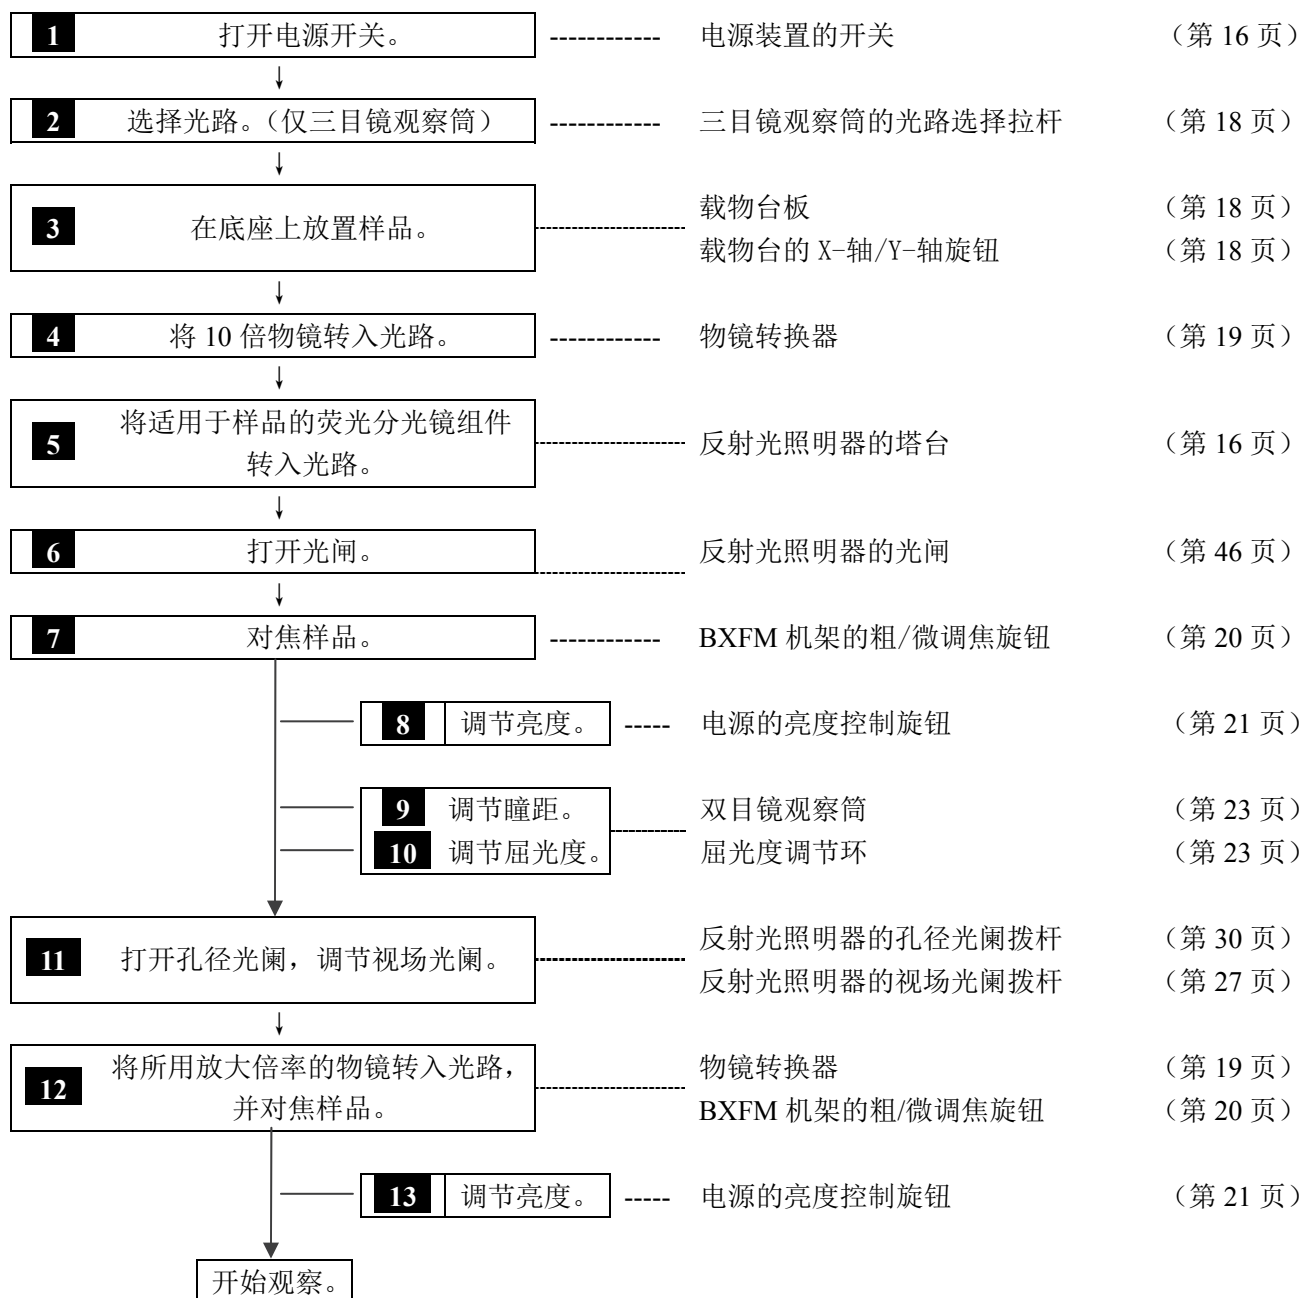 1 打开电源开关。 ------------ 电源装置的开关 （第 16 页）
2 选择光路。（仅三目镜观察筒） ------------ 三目镜观察筒的光路选择拉杆 （第 18 页）
载物台板 （第 18 页）
3 在底座上放置样品。
载物台的 X-轴/Y-轴旋钮 （第 18 页）
4 将 10 倍物镜转入光路。 ------------ 物镜转换器 （第 19 页）
将适用于样品的荧光分光镜组件
5 转入光路。 反射光照明器的塔台 （第 16 页）
6 打开光闸。 反射光照明器的光闸 （第 46 页）
7 对焦样品。 ------------ BXFM 机架的粗/微调焦旋钮 （第 20 页）
8 调节亮度。 ----- 电源的亮度控制旋钮 （第 21 页）
9 调节瞳距。 双目镜观察筒 （第 23 页）
10 调节屈光度。 屈光度调节环 （第 23 页）
反射光照明器的孔径光阑拨杆 （第 30 页）
11 打开孔径光阑，调节视场光阑。
反射光照明器的视场光阑拨杆 （第 27 页）
12 将所用放大倍率的物镜转入光路， 物镜转换器 （第 19 页）
并对焦样品。 BXFM 机架的粗/微调焦旋钮 （第 20 页）
13 调节亮度。 ----- 电源的亮度控制旋钮 （第 21 页）
开始观察。